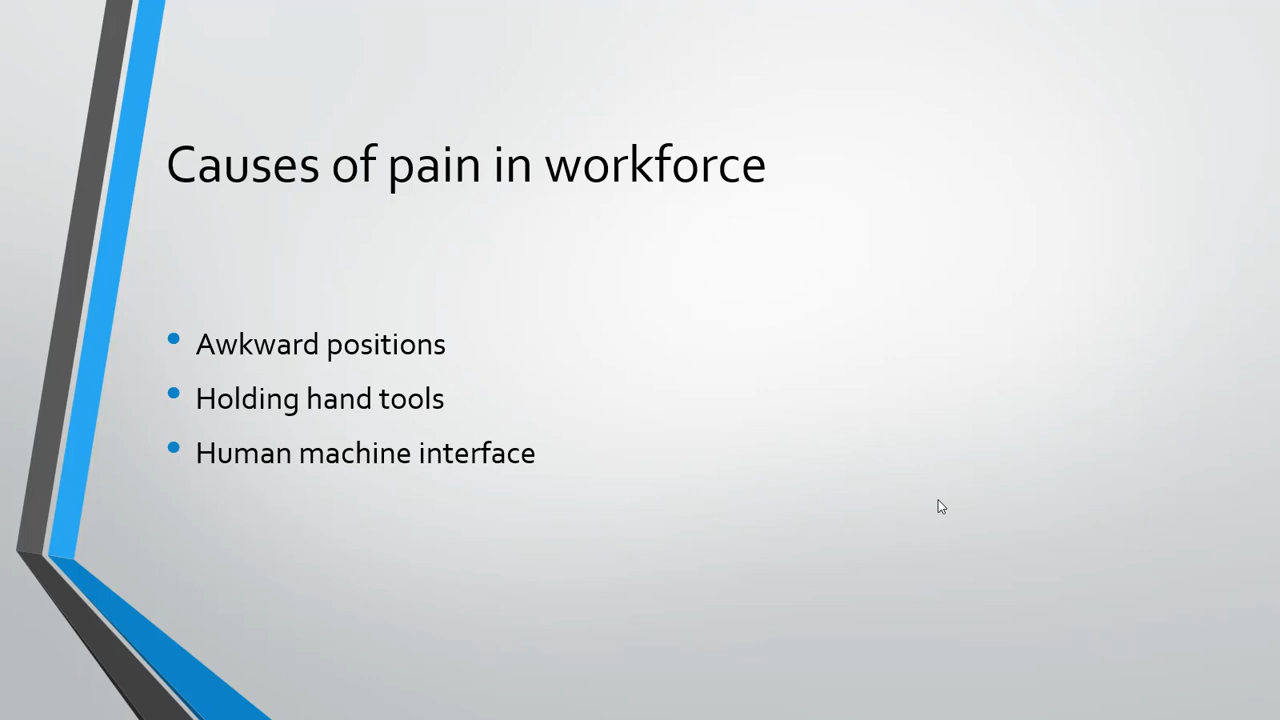 Causes of pain in workforce
Awkward positions
Holding hand tools
Human machine interface